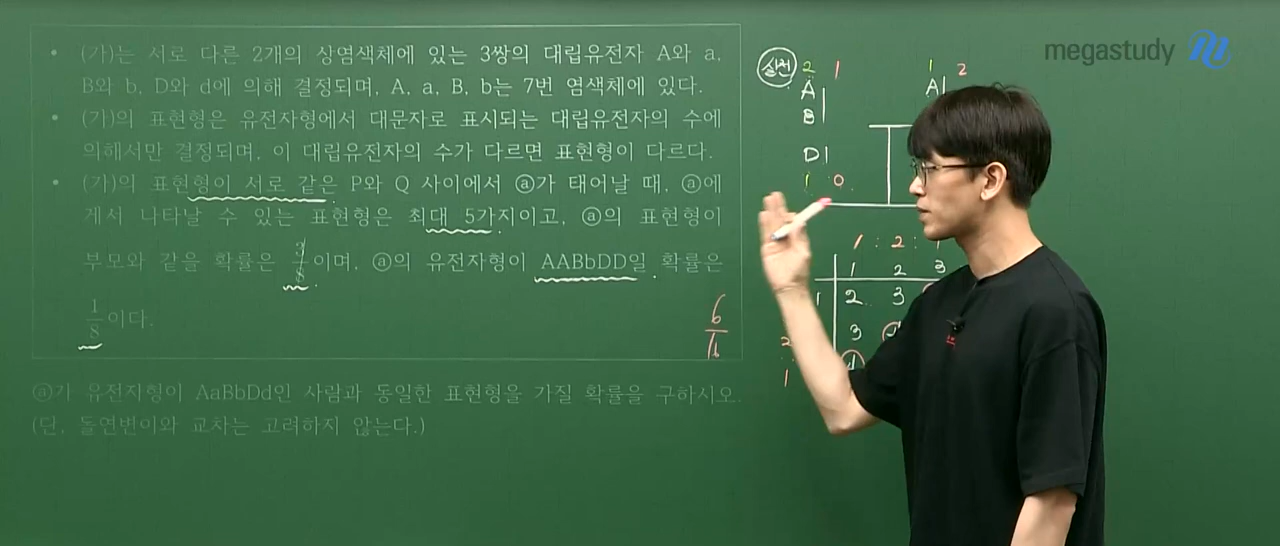 • (가)는 서로 다른 2개의 상염색체에 있는 3쌍의 대립유전자 A와 a,
B와 b, D와 d에 의해 결정되며, A, a, B, b는 7번 염색체에 있다.
• (가)의 표현형은 유전자형에서 대문자로 표시되는 대립유전자의 수에
의해서만 결정되며, 이 대립유전자의 수가 다르면 표현형이 다르다.
• (가)의 표현형이 서로 같은 P와 Q 사이에서 ⓐ가 태어날 때, ⓐ에
게서 나타날 수 있는 표현형은 최대 5가지이고, ⓐ의 표현형이
부모와 같을 확률은 3/8이며, ⓐ의 유전자형이 AABbDD일 확률은
1/8이다.
ⓐ가 유전자형이 AaBbDd인 사람과 동일한 표현형을 가질 확률을 구하시오.
(단, 돌연변이와 교차는 고려하지 않는다.)
6/16
megastudy
실전
2 1
A
B
D
1 0
1 2
A
1 : 2 :
1 2 3
1 2 3
2 3
1